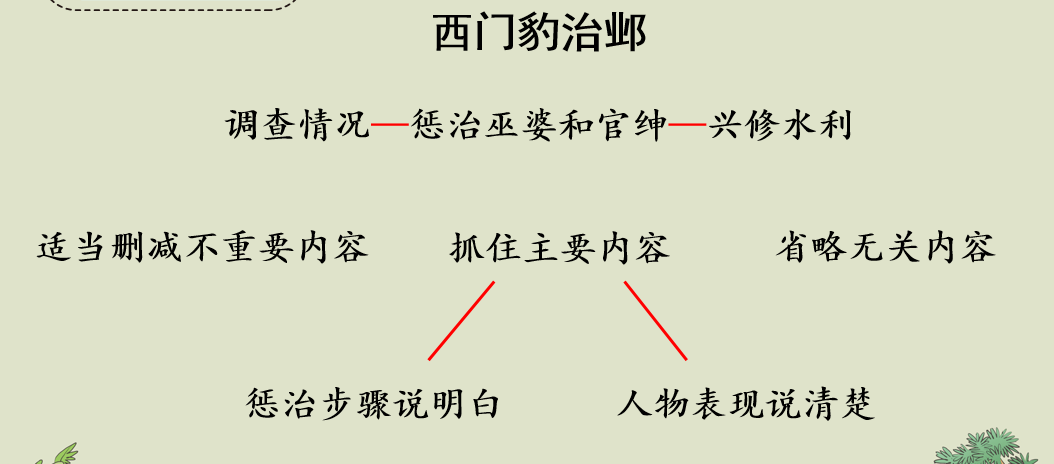 西门豹治邺
调查情况—惩治巫婆和官绅—兴修水利
适当删减不重要内容 抓住主要内容 省略无关内容
惩治步骤说明白 人物表现说清楚